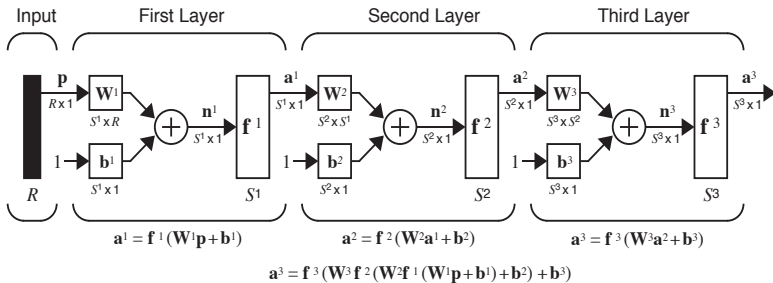 Input First Layer Second Layer Third Layer
p a¹ a² a³
W¹ W² W³
R x 1 n¹ S¹ x 1 n² S² x 1 n³ S³ x 1
f ¹ f ² f ³
S¹ x R S² x S¹ S³ x S²
+ + +
S¹ x 1 S² x 1 S³ x 1
1 b¹ 1 b² 1 b³
S¹ x 1 S² x 1 S³ x 1
R S¹ S² S³
a¹ = f ¹ (W¹p + b¹) a² = f ² (W²a¹ + b²) a³ = f ³ (W³a² + b³)
a³ = f ³ (W³ f ² (W² f ¹ (W¹p + b¹) + b²) + b³)